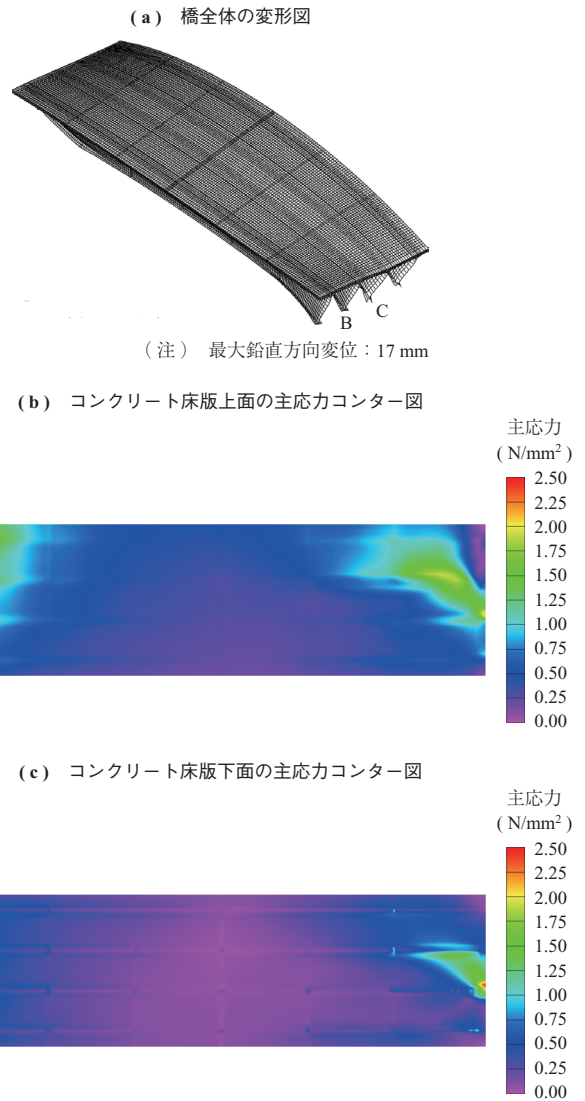 ( a ) 橋全体の変形図
B
C
( 注 ) 最大鉛直方向変位：17 mm
( b ) コンクリート床版上面の主応力コンター図
主応力
( N/mm² )
2.50
2.25
2.00
1.75
1.50
1.25
1.00
0.75
0.50
0.25
0.00
( c ) コンクリート床版下面の主応力コンター図
主応力
( N/mm² )
2.50
2.25
2.00
1.75
1.50
1.25
1.00
0.75
0.50
0.25
0.00